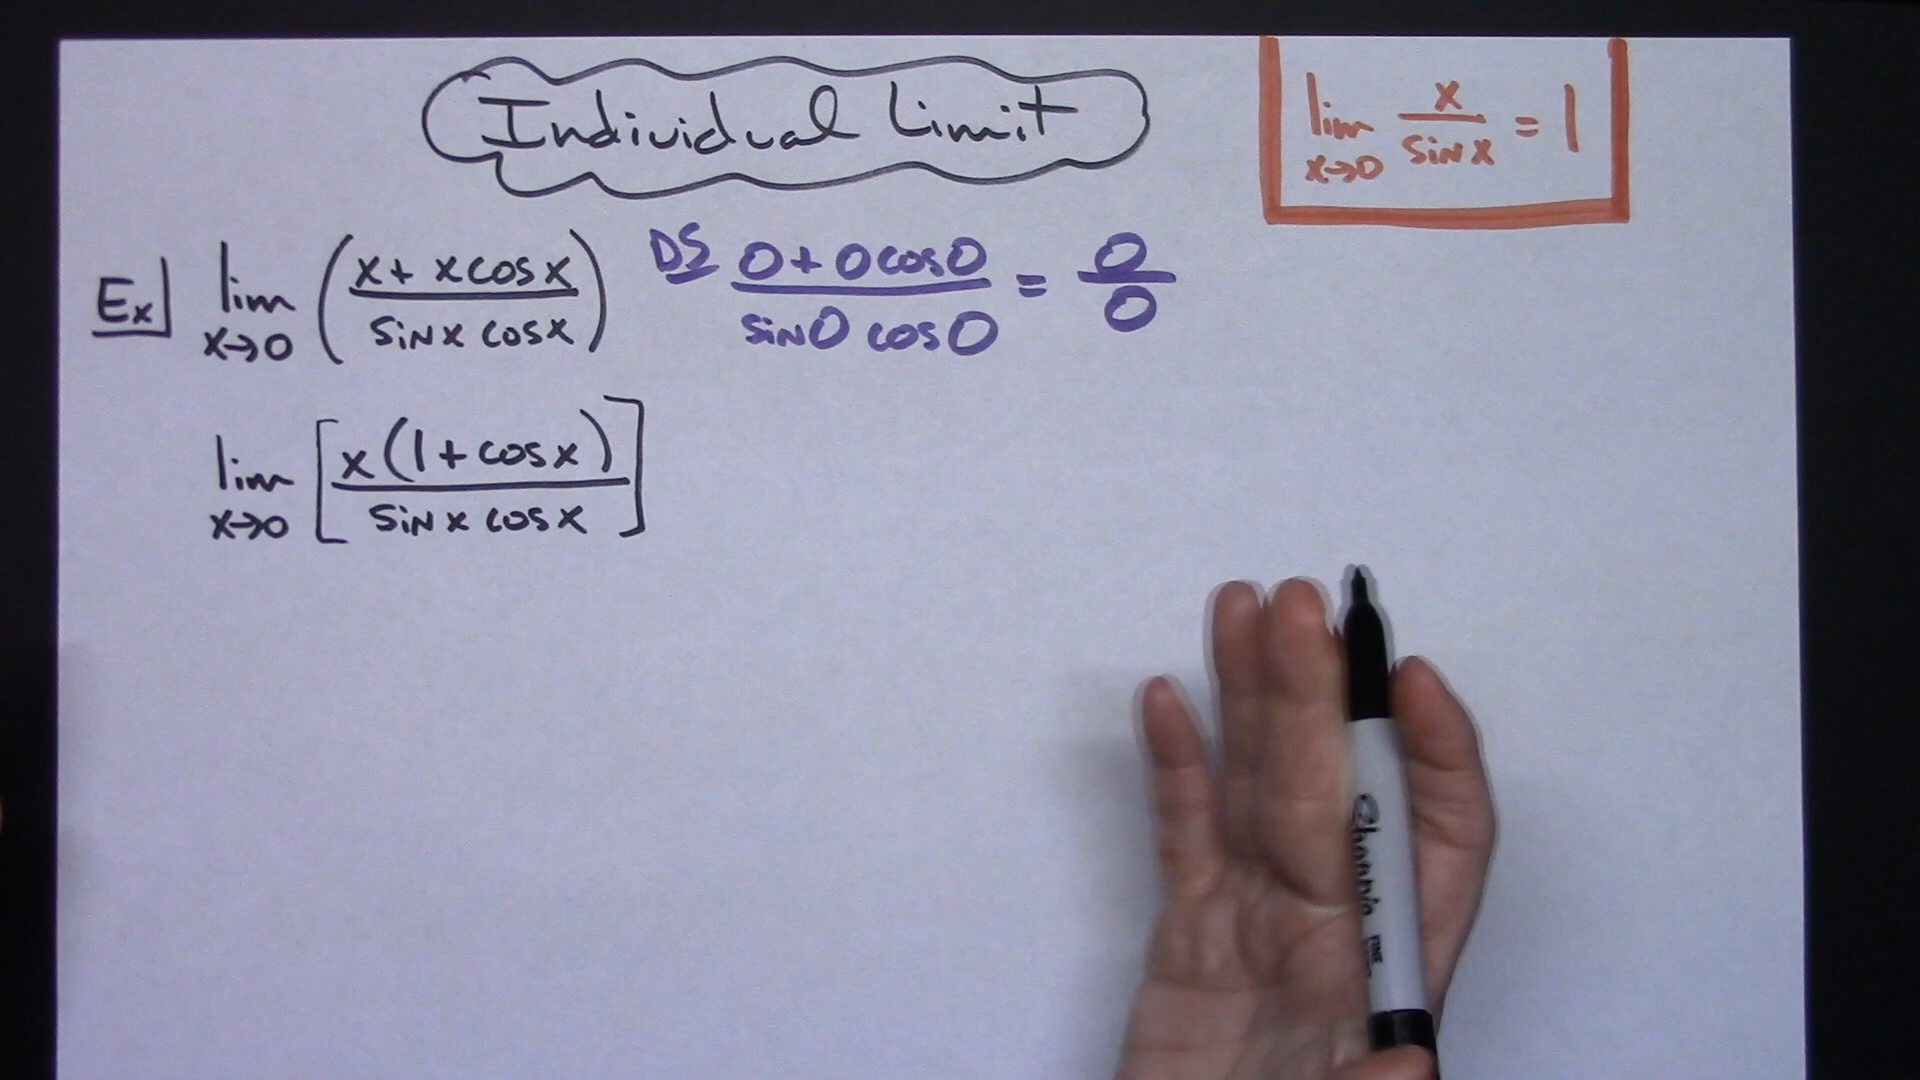 Individual Limit
lim x→0 x/sin x = 1
Ex lim x→0 (x + x cos x / sin x cos x) DS 0 + 0 cos 0 / sin 0 cos 0 = 0/0
lim x→0 [x(1 + cos x) / sin x cos x]
Sharpie
FINE